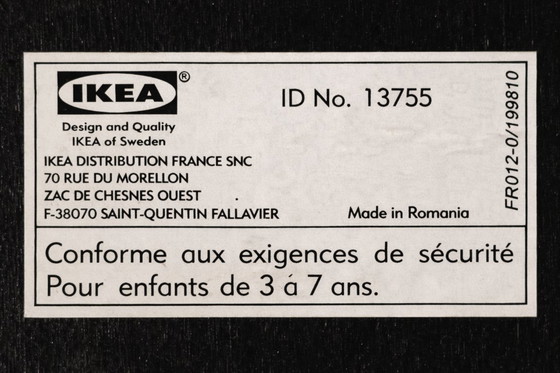 IKEA®
Design and Quality
IKEA of Sweden
ID No. 13755
IKEA DISTRIBUTION FRANCE SNC
70 RUE DU MORELLON
ZAC DE CHESNES OUEST
F-38070 SAINT-QUENTIN FALLAVIER
Made in Romania
FR012-0/199810
Conforme aux exigences de sécurité
Pour enfants de 3 á 7 ans.